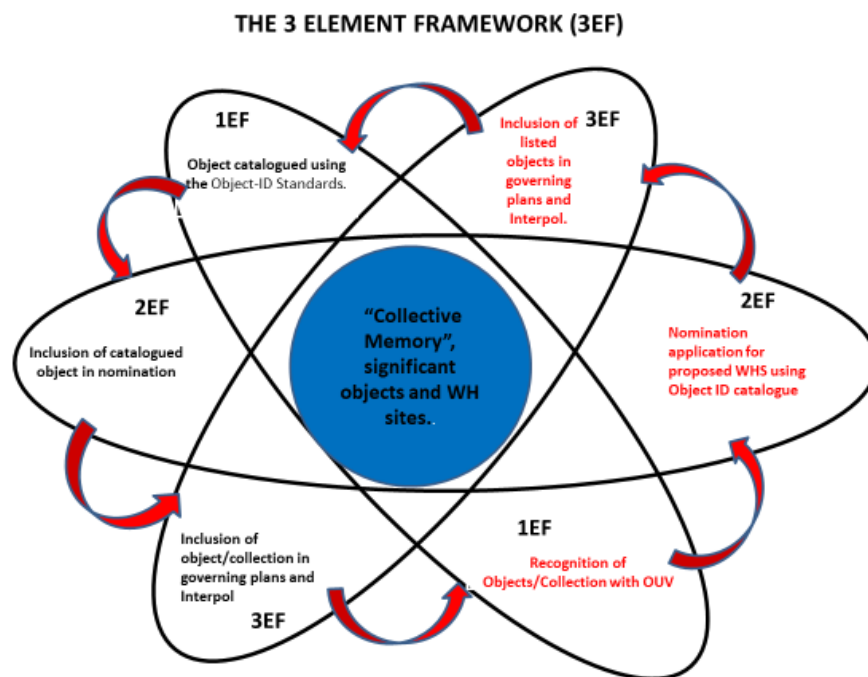 THE 3 ELEMENT FRAMEWORK (3EF)
1EF
Object catalogued using
the Object-ID Standards.
3EF
Inclusion of
listed
objects in
governing
plans and
Interpol.
2EF
Inclusion of catalogued
object in nomination
“Collective
Memory”,
significant
objects and WH
sites..
2EF
Nomination
application for
proposed WHS using
Object ID catalogue
Inclusion of
object/collection in
governing plans and
Interpol
3EF
1EF
Recognition of
Objects/Collection with OUV